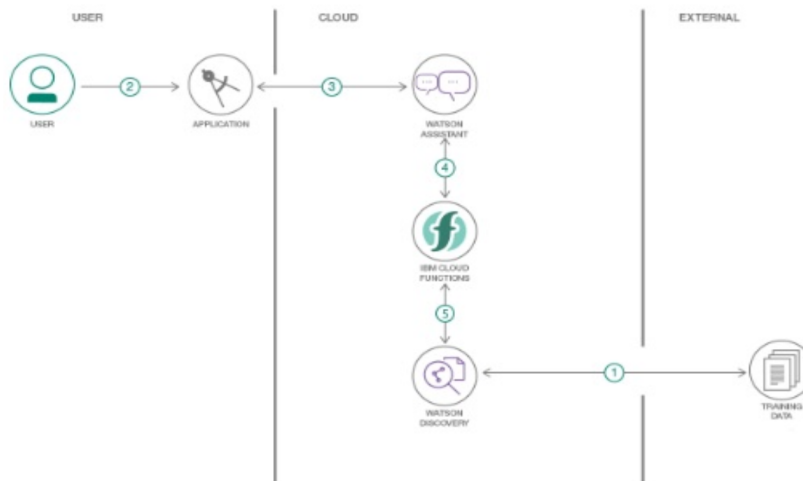 USER
CLOUD
EXTERNAL
2
3
USER
APPLICATION
WATSON
ASSISTANT
4
IBM CLOUD
FUNCTIONS
5
1
WATSON
DISCOVERY
TRAINING
DATA